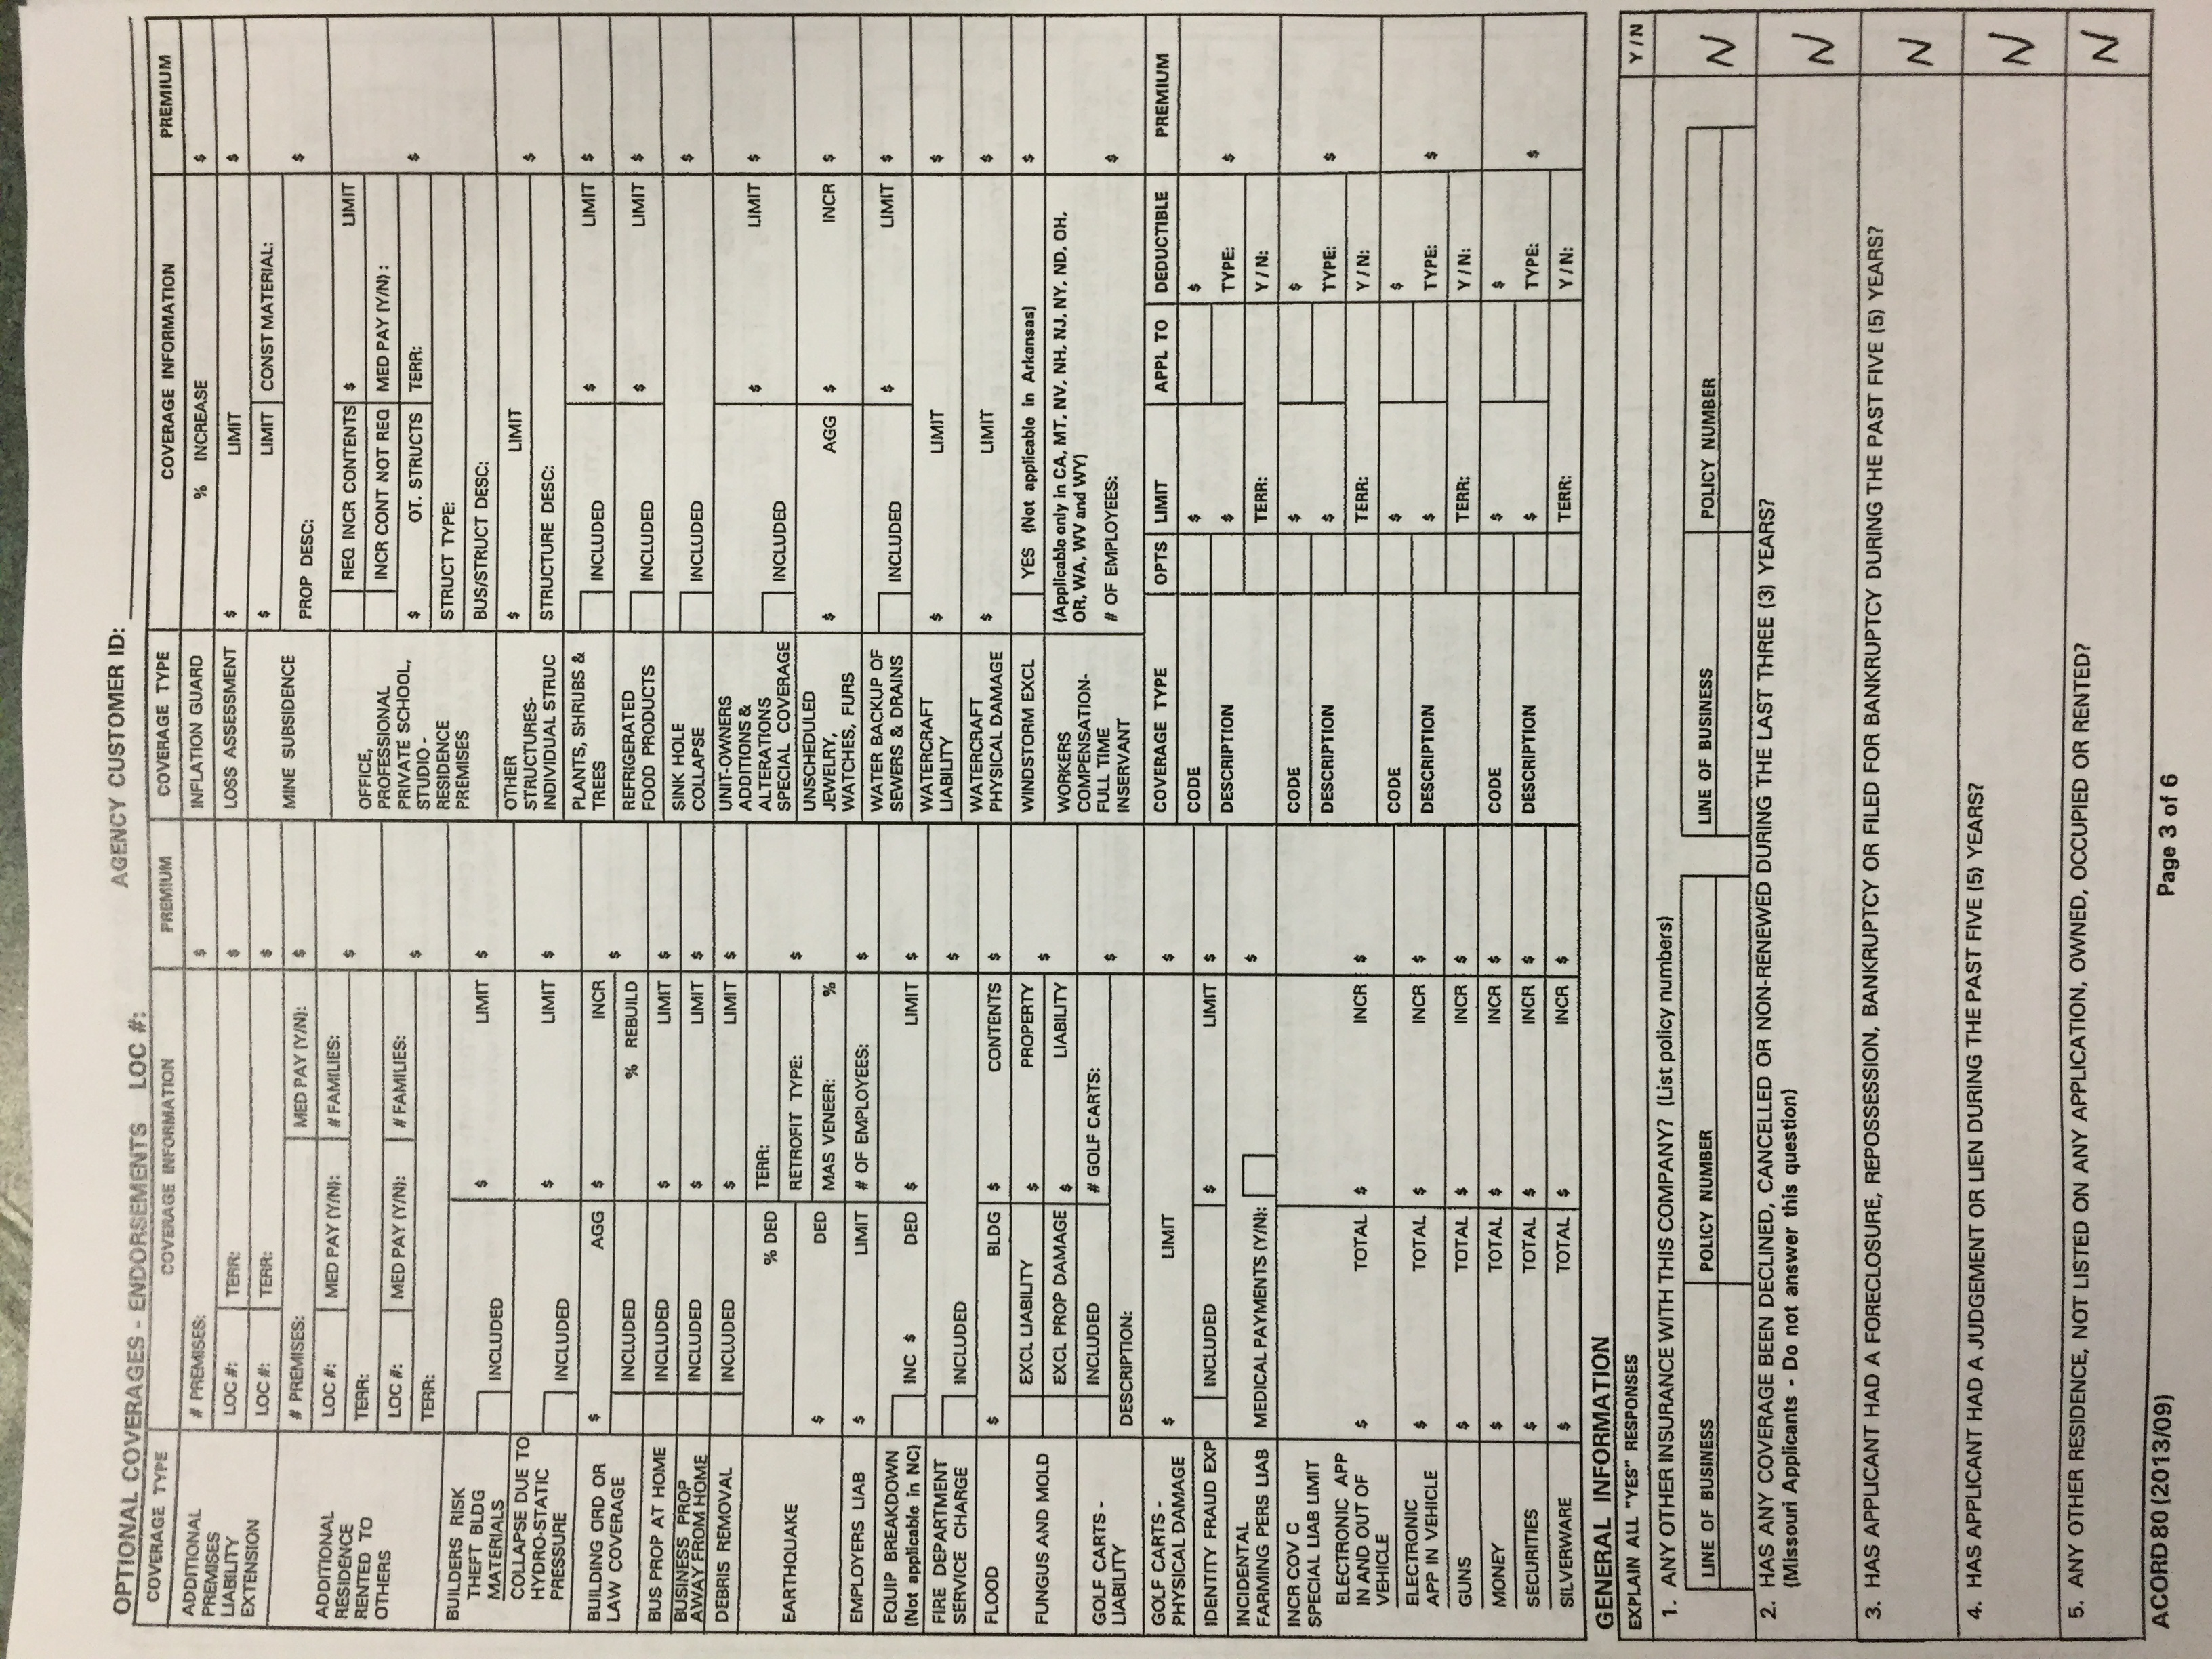 AGENCY CUSTOMER ID:
OPTIONAL COVERAGES - ENDORSEMENTS LOC #:
COVERAGE TYPE COVERAGE INFORMATION PREMIUM
ADDITIONAL PREMISES LIABILITY EXTENSION
# PREMISES: $
LOC #: TERR: $
LOC #: TERR: $
ADDITIONAL RESIDENCE RENTED TO OTHERS
# PREMISES: MED PAY (Y/N): $
LOC #: MED PAY (Y/N): # FAMILIES: $
TERR:
LOC #: MED PAY (Y/N): # FAMILIES: $
TERR:
BUILDERS RISK
THEFT BLDG MATERIALS INCLUDED $ LIMIT $
COLLAPSE DUE TO HYDRO-STATIC PRESSURE INCLUDED $ LIMIT $
BUILDING ORD OR LAW COVERAGE $ AGG $ INCR $
INCLUDED % REBUILD
BUS PROP AT HOME INCLUDED $ LIMIT $
BUSINESS PROP AWAY FROM HOME INCLUDED $ LIMIT $
DEBRIS REMOVAL INCLUDED $ LIMIT $
EARTHQUAKE % DED TERR: $
RETROFIT TYPE:
$ DED MAS VENEER: %
EMPLOYERS LIAB $ LIMIT # OF EMPLOYEES: $
EQUIP BREAKDOWN (Not applicable in NC) INC $ DED $ LIMIT $
FIRE DEPARTMENT SERVICE CHARGE INCLUDED $
FLOOD $ BLDG $ CONTENTS $
FUNGUS AND MOLD EXCL LIABILITY $ PROPERTY $
EXCL PROP DAMAGE $ LIABILITY
GOLF CARTS - LIABILITY INCLUDED # GOLF CARTS: $
DESCRIPTION:
GOLF CARTS - PHYSICAL DAMAGE $ LIMIT $
IDENTITY FRAUD EXP INCLUDED $ LIMIT $
INCIDENTAL FARMING PERS LIAB MEDICAL PAYMENTS (Y/N): $
INCR COV C SPECIAL LIAB LIMIT
ELECTRONIC APP IN AND OUT OF VEHICLE $ TOTAL $ INCR $
ELECTRONIC APP IN VEHICLE $ TOTAL $ INCR $
GUNS $ TOTAL $ INCR $
MONEY $ TOTAL $ INCR $
SECURITIES $ TOTAL $ INCR $
SILVERWARE $ TOTAL $ INCR $
COVERAGE TYPE COVERAGE INFORMATION PREMIUM
INFLATION GUARD % INCREASE $
LOSS ASSESSMENT $ LIMIT $
MINE SUBSIDENCE $ LIMIT CONST MATERIAL: $
PROP DESC:
OFFICE, PROFESSIONAL PRIVATE SCHOOL, STUDIO - RESIDENCE PREMISES
REQ INCR CONTENTS $ LIMIT
INCR CONT NOT REQ MED PAY (Y/N) :
$ OT. STRUCTS TERR: $
STRUCT TYPE:
BUS/STRUCT DESC:
OTHER STRUCTURES- INDIVIDUAL STRUC $ LIMIT $
STRUCTURE DESC:
PLANTS, SHRUBS & TREES INCLUDED $ LIMIT $
REFRIGERATED FOOD PRODUCTS INCLUDED $ LIMIT $
SINK HOLE COLLAPSE INCLUDED $
UNIT-OWNERS ADDITIONS & ALTERATIONS SPECIAL COVERAGE INCLUDED $ LIMIT $
UNSCHEDULED JEWELRY, WATCHES, FURS $ AGG $ INCR $
WATER BACKUP OF SEWERS & DRAINS INCLUDED $ LIMIT $
WATERCRAFT LIABILITY $ LIMIT $
WATERCRAFT PHYSICAL DAMAGE $ LIMIT $
WINDSTORM EXCL YES (Not applicable in Arkansas) $
WORKERS COMPENSATION- FULL TIME INSERVANT
(Applicable only in CA, MT, NV, NH, NJ, NY, ND, OH,
OR, WA, WV and WY)
# OF EMPLOYEES: $
COVERAGE TYPE OPTS LIMIT APPL TO DEDUCTIBLE PREMIUM
CODE $ $
DESCRIPTION $ TYPE: $
TERR: Y / N:
CODE $ $
DESCRIPTION $ TYPE: $
TERR: Y / N:
CODE $ $
DESCRIPTION $ TYPE: $
TERR: Y / N:
CODE $ $
DESCRIPTION $ TYPE: $
TERR: Y / N:
GENERAL INFORMATION
EXPLAIN ALL "YES" RESPONSES Y / N
1. ANY OTHER INSURANCE WITH THIS COMPANY? (List policy numbers)
LINE OF BUSINESS POLICY NUMBER LINE OF BUSINESS POLICY NUMBER
N
2. HAS ANY COVERAGE BEEN DECLINED, CANCELLED OR NON-RENEWED DURING THE LAST THREE (3) YEARS?
(Missouri Applicants - Do not answer this question)
N
3. HAS APPLICANT HAD A FORECLOSURE, REPOSSESSION, BANKRUPTCY OR FILED FOR BANKRUPTCY DURING THE PAST FIVE (5) YEARS?
N
4. HAS APPLICANT HAD A JUDGEMENT OR LIEN DURING THE PAST FIVE (5) YEARS?
N
5. ANY OTHER RESIDENCE, NOT LISTED ON ANY APPLICATION, OWNED, OCCUPIED OR RENTED?
N
ACORD 80 (2013/09)
Page 3 of 6